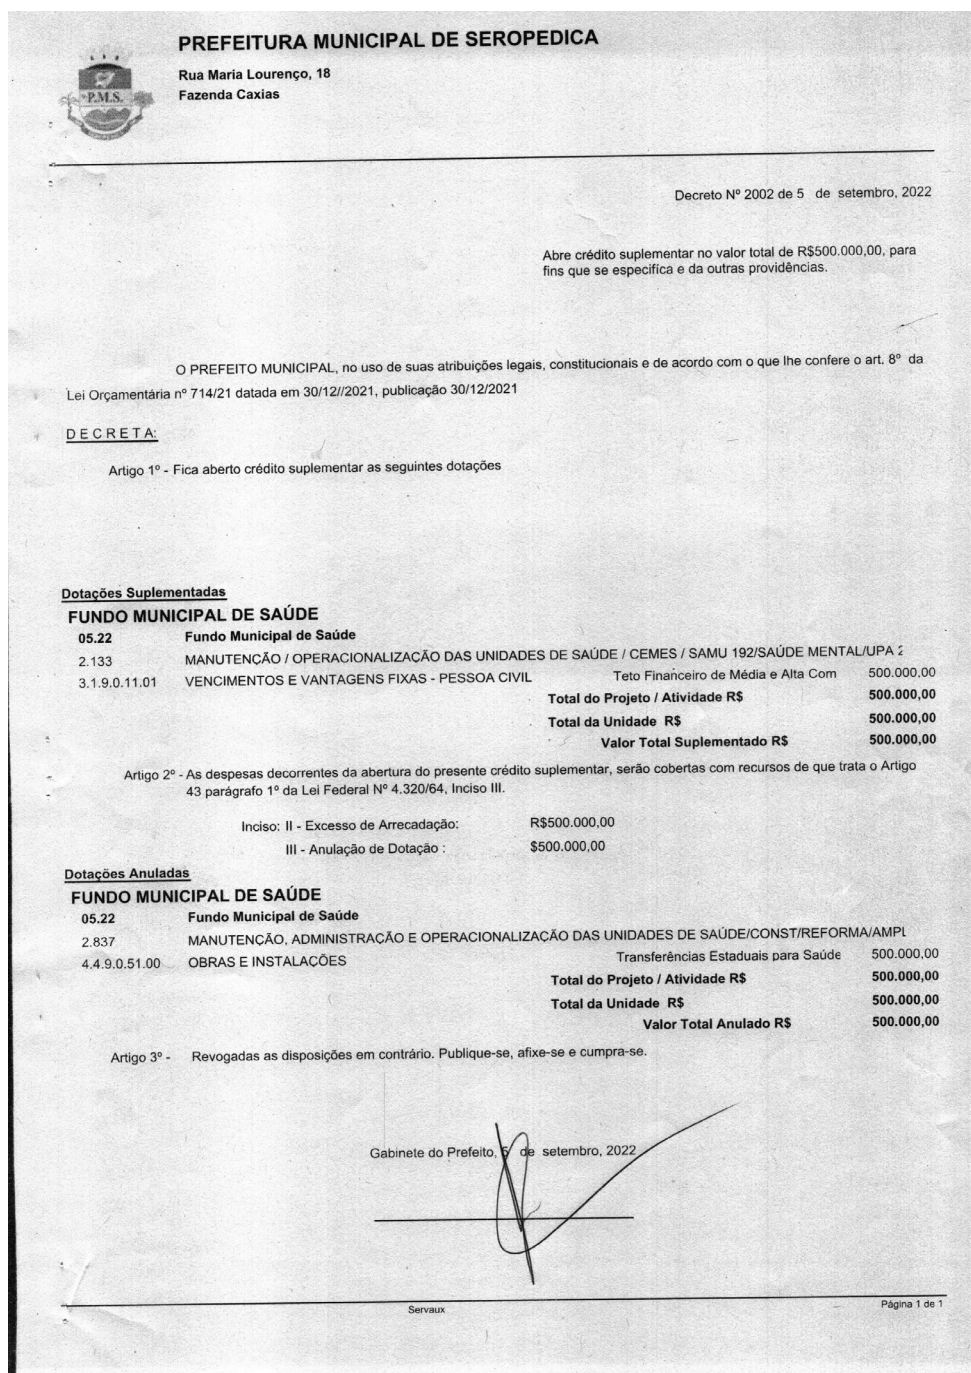 PREFEITURA MUNICIPAL DE SEROPEDICA
Rua Maria Lourenço, 18
Fazenda Caxias
P.M.S.
Decreto Nº 2002 de 5 de setembro, 2022
Abre crédito suplementar no valor total de R$500.000,00, para
fins que se especifica e da outras providências.
O PREFEITO MUNICIPAL, no uso de suas atribuições legais, constitucionais e de acordo com o que lhe confere o art. 8º da
Lei Orçamentária nº 714/21 datada em 30/12//2021, publicação 30/12/2021
D E C R E T A:
Artigo 1º - Fica aberto crédito suplementar as seguintes dotações
Dotações Suplementadas
FUNDO MUNICIPAL DE SAÚDE
05.22 Fundo Municipal de Saúde
2.133 MANUTENÇÃO / OPERACIONALIZAÇÃO DAS UNIDADES DE SAÚDE / CEMES / SAMU 192/SAÚDE MENTAL/UPA 2
3.1.9.0.11.01 VENCIMENTOS E VANTAGENS FIXAS - PESSOA CIVIL Teto Financeiro de Média e Alta Com 500.000,00
Total do Projeto / Atividade R$ 500.000,00
Total da Unidade R$ 500.000,00
Valor Total Suplementado R$ 500.000,00
Artigo 2º - As despesas decorrentes da abertura do presente crédito suplementar, serão cobertas com recursos de que trata o Artigo
43 parágrafo 1º da Lei Federal Nº 4.320/64, Inciso III.
Inciso: II - Excesso de Arrecadação: R$500.000,00
III - Anulação de Dotação : $500.000,00
Dotações Anuladas
FUNDO MUNICIPAL DE SAÚDE
05.22 Fundo Municipal de Saúde
2.837 MANUTENÇÃO, ADMINISTRAÇÃO E OPERACIONALIZAÇÃO DAS UNIDADES DE SAÚDE/CONST/REFORMA/AMPL
4.4.9.0.51.00 OBRAS E INSTALAÇÕES Transferências Estaduais para Saúde 500.000,00
Total do Projeto / Atividade R$ 500.000,00
Total da Unidade R$ 500.000,00
Valor Total Anulado R$ 500.000,00
Artigo 3º - Revogadas as disposições em contrário. Publique-se, afixe-se e cumpra-se.
Gabinete do Prefeito, 5 de setembro, 2022
Servaux
Página 1 de 1